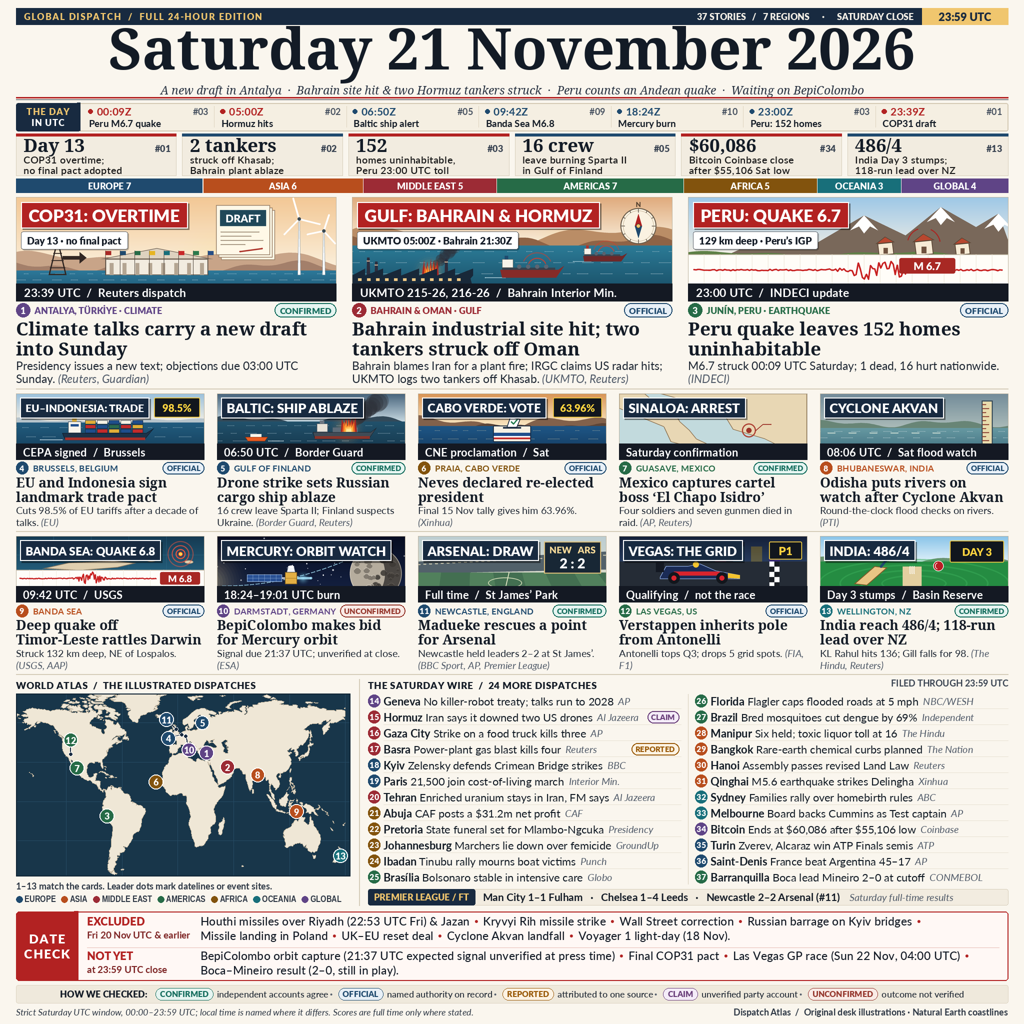 GLOBAL DISPATCH / FULL 24-HOUR EDITION
37 STORIES / 7 REGIONS · SATURDAY CLOSE
23:59 UTC
Saturday 21 November 2026
A new draft in Antalya · Bahrain site hit & two Hormuz tankers struck · Peru counts an Andean quake · Waiting on BepiColombo
THE DAY
IN UTC
00:09Z #03
Peru M6.7 quake
05:00Z #02
Hormuz hits
06:50Z #05
Baltic ship alert
09:42Z #09
Banda Sea M6.8
18:24Z #10
Mercury burn
23:00Z #03
Peru: 152 homes
23:39Z #01
COP31 draft
Day 13 #01
COP31 overtime;
no final pact adopted
2 tankers #02
struck off Khasab;
Bahrain plant ablaze
152 #03
homes uninhabitable,
Peru 23:00 UTC toll
16 crew #05
leave burning Sparta II
in Gulf of Finland
$60,086 #34
Bitcoin Coinbase close
after $55,106 Sat low
486/4 #13
India Day 3 stumps;
118-run lead over NZ
EUROPE 7
ASIA 6
MIDDLE EAST 5
AMERICAS 7
AFRICA 5
OCEANIA 3
GLOBAL 4
COP31: OVERTIME
DRAFT
Day 13 · no final pact
23:39 UTC / Reuters dispatch
1 ANTALYA, TÜRKİYE · CLIMATE CONFIRMED
Climate talks carry a new draft
into Sunday
Presidency issues a new text; objections due 03:00 UTC
Sunday. (Reuters, Guardian)
GULF: BAHRAIN & HORMUZ
N
UKMTO 05:00Z · Bahrain 21:30Z
UKMTO 215-26, 216-26 / Bahrain Interior Min.
2 BAHRAIN & OMAN · GULF OFFICIAL
Bahrain industrial site hit; two
tankers struck off Oman
Bahrain blames Iran for a plant fire; IRGC claims US radar hits;
UKMTO logs two tankers off Khasab. (UKMTO, Reuters)
PERU: QUAKE 6.7
129 km deep · Peru's IGP
M 6.7
23:00 UTC / INDECI update
3 JUNÍN, PERU · EARTHQUAKE OFFICIAL
Peru quake leaves 152 homes
uninhabitable
M6.7 struck 00:09 UTC Saturday; 1 dead, 16 hurt nationwide.
(INDECI)
EU–INDONESIA: TRADE 98.5%
CEPA signed / Brussels
4 BRUSSELS, BELGIUM OFFICIAL
EU and Indonesia sign
landmark trade pact
Cuts 98.5% of EU tariffs after a decade of
talks. (EU)
BALTIC: SHIP ABLAZE
06:50 UTC / Border Guard
5 GULF OF FINLAND CONFIRMED
Drone strike sets Russian
cargo ship ablaze
16 crew leave Sparta II; Finland suspects
Ukraine. (Border Guard, Reuters)
CABO VERDE: VOTE 63.96%
CNE proclamation / Sat
6 PRAIA, CABO VERDE OFFICIAL
Neves declared re-elected
president
Final 15 Nov tally gives him 63.96%.
(Xinhua)
SINALOA: ARREST
Saturday confirmation
7 GUASAVE, MEXICO CONFIRMED
Mexico captures cartel
boss ‘El Chapo Isidro’
Four soldiers and seven gunmen died in
raid. (AP, Reuters)
CYCLONE AKVAN
08:06 UTC / Sat flood watch
8 BHUBANESWAR, INDIA OFFICIAL
Odisha puts rivers on
watch after Cyclone Akvan
Round-the-clock flood checks on rivers.
(PTI)
BANDA SEA: QUAKE 6.8
M 6.8
09:42 UTC / USGS
9 BANDA SEA OFFICIAL
Deep quake off
Timor-Leste rattles Darwin
Struck 132 km deep, NE of Lospalos.
(USGS, AAP)
MERCURY: ORBIT WATCH
18:24–19:01 UTC burn
10 DARMSTADT, GERMANY UNCONFIRMED
BepiColombo makes bid
for Mercury orbit
Signal due 21:37 UTC; unverified at close.
(ESA)
ARSENAL: DRAW
NEW ARS
2:2
Full time / St James' Park
11 NEWCASTLE, ENGLAND CONFIRMED
Madueke rescues a point
for Arsenal
Newcastle held leaders 2–2 at St James'.
(BBC Sport, AP, Premier League)
VEGAS: THE GRID P1
Qualifying / not the race
12 LAS VEGAS, US OFFICIAL
Verstappen inherits pole
from Antonelli
Antonelli tops Q3; drops 5 grid spots. (FIA,
F1)
INDIA: 486/4 DAY 3
Day 3 stumps / Basin Reserve
13 WELLINGTON, NZ CONFIRMED
India reach 486/4; 118-run
lead over NZ
KL Rahul hits 136; Gill falls for 98. (The
Hindu, Reuters)
WORLD ATLAS / THE ILLUSTRATED DISPATCHES
11
5
4
10
1
12
7
2
8
6
9
3
13
1–13 match the cards. Leader dots mark datelines or event sites.
EUROPE ASIA MIDDLE EAST AMERICAS AFRICA OCEANIA GLOBAL
THE SATURDAY WIRE / 24 MORE DISPATCHES
FILED THROUGH 23:59 UTC
14 Geneva No killer-robot treaty; talks run to 2028 AP
15 Hormuz Iran says it downed two US drones Al Jazeera CLAIM
16 Gaza City Strike on a food truck kills three AP
17 Basra Power-plant gas blast kills four Reuters REPORTED
18 Kyiv Zelensky defends Crimean Bridge strikes BBC
19 Paris 21,500 join cost-of-living march Interior Min.
20 Tehran Enriched uranium stays in Iran, FM says Al Jazeera
21 Abuja CAF posts a $31.2m net profit CAF
22 Pretoria State funeral set for Mlambo-Ngcuka Presidency
23 Johannesburg Marchers lie down over femicide GroundUp
24 Ibadan Tinubu rally mourns boat victims Punch
25 Brasília Bolsonaro stable in intensive care Globo
26 Florida Flagler caps flooded roads at 5 mph NBC/WESH
27 Brazil Bred mosquitoes cut dengue by 69% Independent
28 Manipur Six held; toxic liquor toll at 16 The Hindu
29 Bangkok Rare-earth chemical curbs planned The Nation
30 Hanoi Assembly passes revised Land Law Reuters
31 Qinghai M5.6 earthquake strikes Delingha Xinhua
32 Sydney Families rally over homebirth rules ABC
33 Melbourne Board backs Cummins as Test captain AP
34 Bitcoin Ends at $60,086 after $55,106 low Coinbase
35 Turin Zverev, Alcaraz win ATP Finals semis ATP
36 Saint-Denis France beat Argentina 45–17 AP
37 Barranquilla Boca lead Mineiro 2–0 at cutoff CONMEBOL
PREMIER LEAGUE / FT Man City 1–1 Fulham · Chelsea 1–4 Leeds · Newcastle 2–2 Arsenal (#11) Saturday full-time results
DATE
CHECK
EXCLUDED
Fri 20 Nov UTC & earlier
Houthi missiles over Riyadh (22:53 UTC Fri) & Jazan • Kryvyi Rih missile strike • Wall Street correction • Russian barrage on Kyiv bridges •
Missile landing in Poland • UK–EU reset deal • Cyclone Akvan landfall • Voyager 1 light-day (18 Nov).
NOT YET
at 23:59 UTC close
BepiColombo orbit capture (21:37 UTC expected signal unverified at press time) • Final COP31 pact • Las Vegas GP race (Sun 22 Nov, 04:00 UTC) •
Boca–Mineiro result (2–0, still in play).
HOW WE CHECKED: CONFIRMED independent accounts agree · OFFICIAL named authority on record · REPORTED attributed to one source · CLAIM unverified party account · UNCONFIRMED outcome not verified
Strict Saturday UTC window, 00:00–23:59; local time is named where it differs. Scores are full time only where stated.
Dispatch Atlas / Original desk illustrations · Natural Earth coastlines